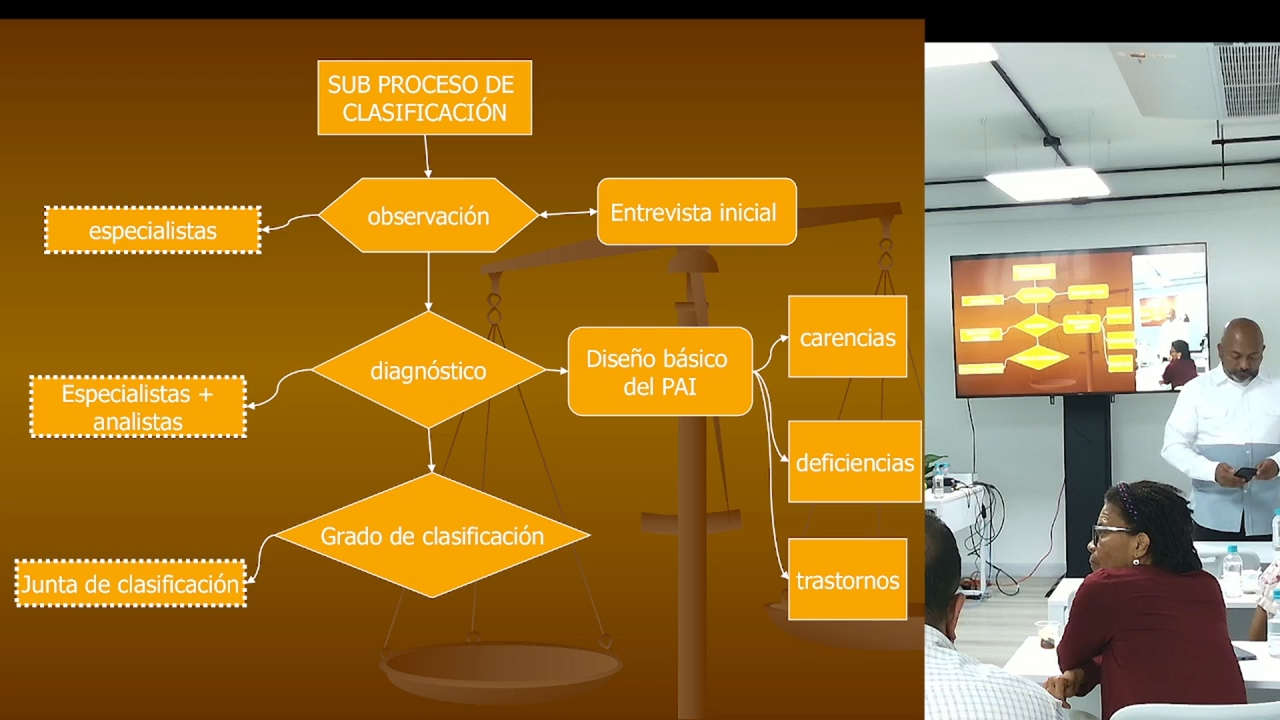 SUB PROCESO DE
CLASIFICACIÓN
observación
Entrevista inicial
especialistas
diagnóstico
Diseño básico
del PAI
carencias
Especialistas +
analistas
deficiencias
Grado de clasificación
Junta de clasificación
trastornos